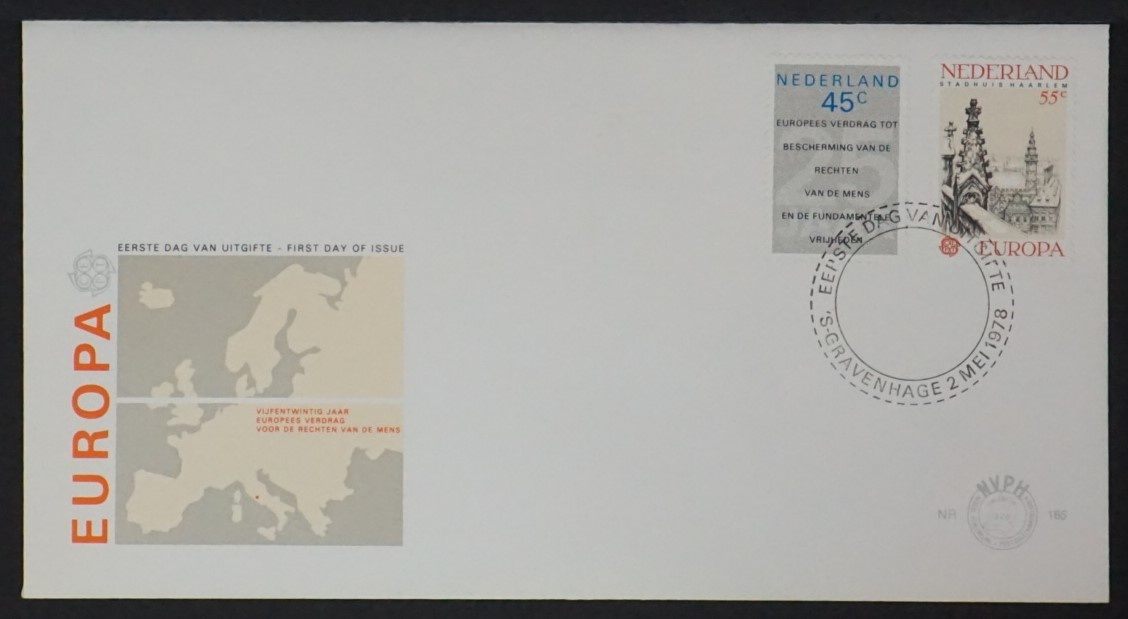 NEDERLAND
45c
EUROPEES VERDRAG TOT
BESCHERMING VAN DE
RECHTEN
VAN DE MENS
EN DE FUNDAMENTELE
VRIJHEDEN
25
NEDERLAND
STADHUIS HAARLEM
55c
EUROPA
EERSTE DAG VAN UITGIFTE
S-GRAVENHAGE 2 MEI 1978
EERSTE DAG VAN UITGIFTE - FIRST DAY OF ISSUE
EUROPA
VIJFENTWINTIG JAAR
EUROPEES VERDRAG
VOOR DE RECHTEN VAN DE MENS
NVPH
NR 165